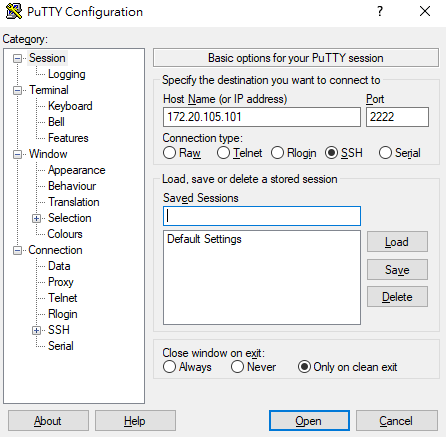 PuTTY Configuration
Category:
Session
Logging
Terminal
Keyboard
Bell
Features
Window
Appearance
Behaviour
Translation
Selection
Colours
Connection
Data
Proxy
Telnet
Rlogin
SSH
Serial
Basic options for your PuTTY session
Specify the destination you want to connect to
Host Name (or IP address) Port
172.20.105.101 2222
Connection type:
Raw Telnet Rlogin SSH Serial
Load, save or delete a stored session
Saved Sessions
Default Settings
Load
Save
Delete
Close window on exit:
Always Never Only on clean exit
About Help Open Cancel